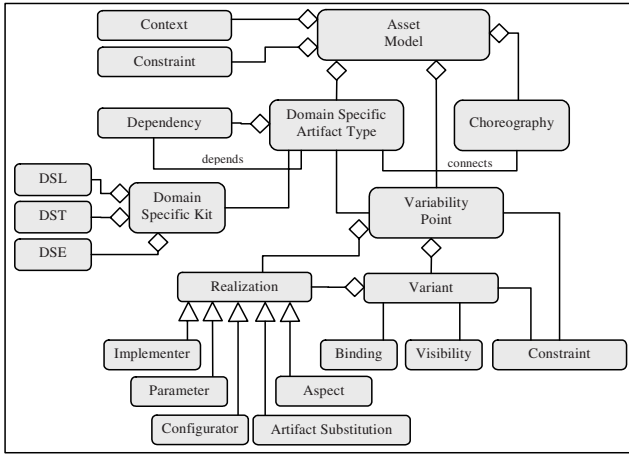 Context
Asset
Model
Constraint
Dependency
Domain Specific
Artifact Type
Choreography
depends
connects
DSL
DST
DSE
Domain
Specific Kit
Variability
Point
Realization
Variant
Implementer
Binding
Visibility
Constraint
Parameter
Aspect
Configurator
Artifact Substitution